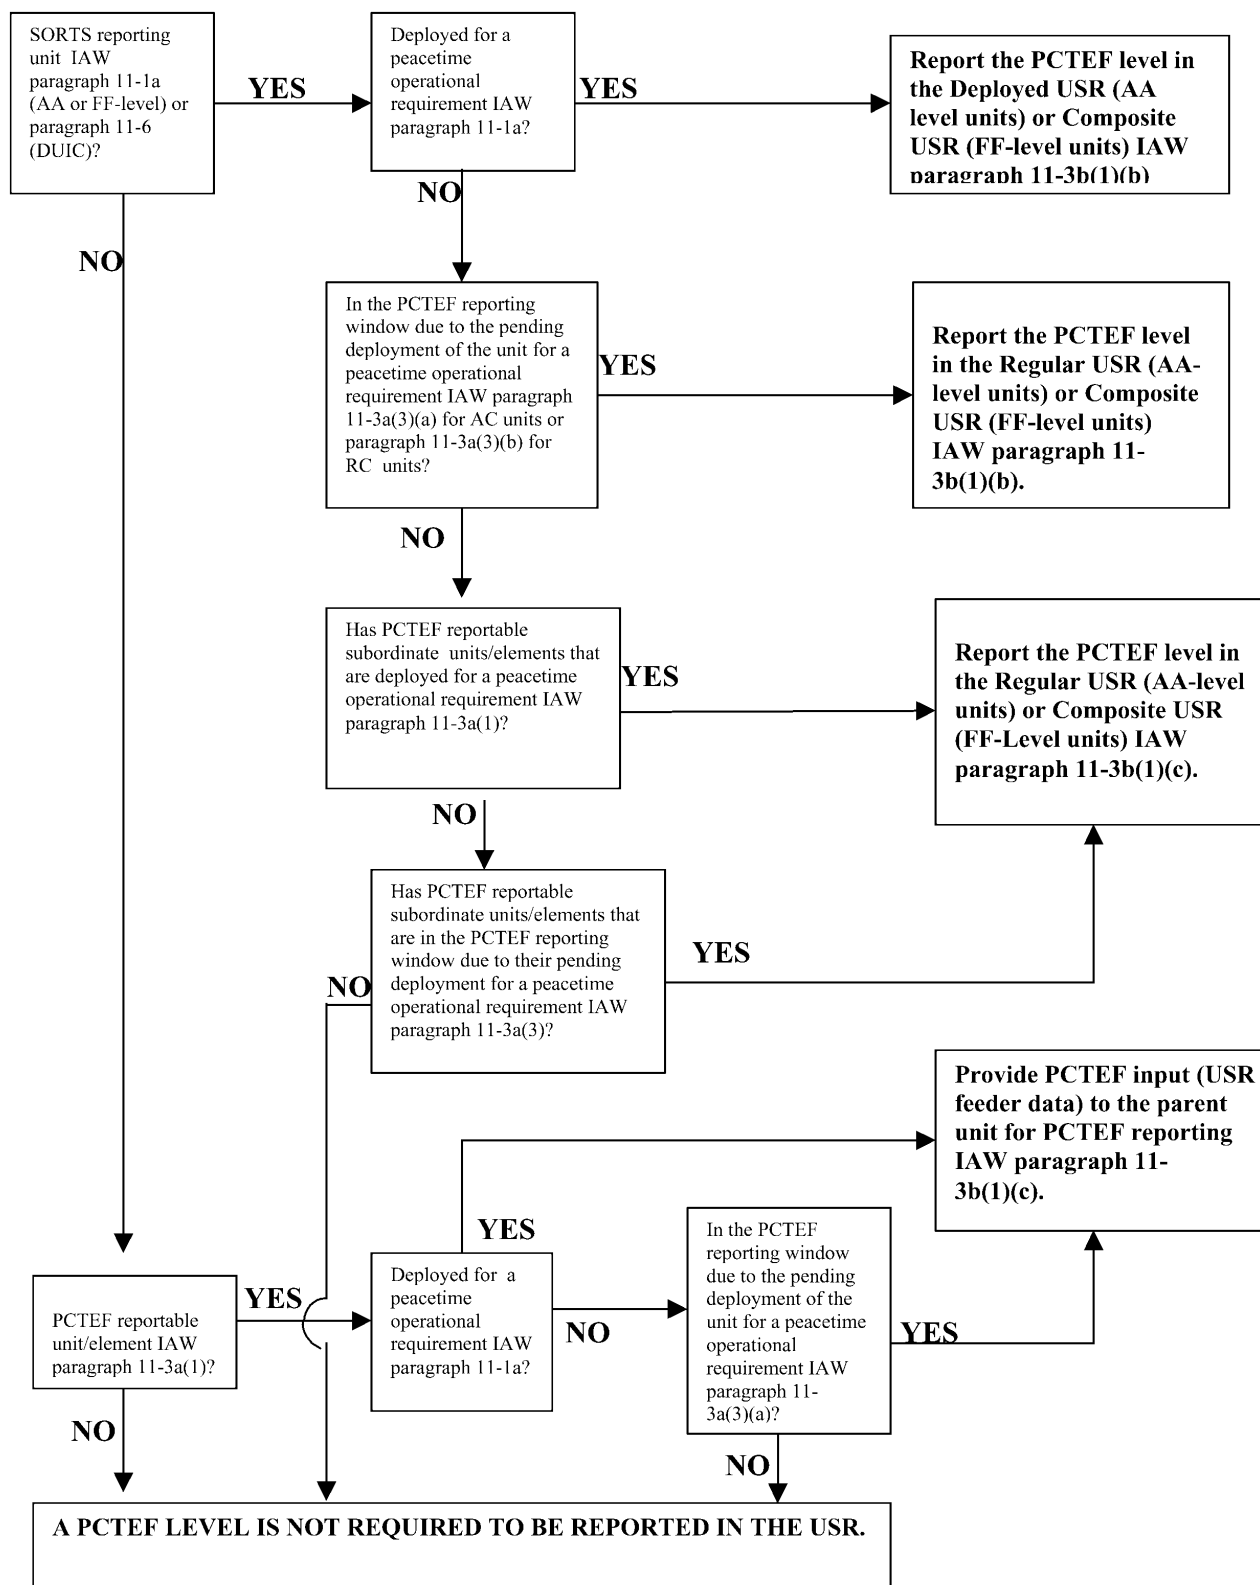 SORTS reporting
unit IAW
paragraph 11-1a
(AA or FF-level) or
paragraph 11-6
(DUIC)?
YES
Deployed for a
peacetime
operational
requirement IAW
paragraph 11-1a?
YES
Report the PCTEF level in
the Deployed USR (AA
level units) or Composite
USR (FF-level units) IAW
paragraph 11-3b(1)(b)
NO
NO
In the PCTEF reporting
window due to the pending
deployment of the unit for a
peacetime operational
requirement IAW paragraph
11-3a(3)(a) for AC units or
paragraph 11-3a(3)(b) for
RC units?
YES
Report the PCTEF level
in the Regular USR (AA-
level units) or Composite
USR (FF-level units)
IAW paragraph 11-
3b(1)(b).
NO
Has PCTEF reportable
subordinate units/elements that
are deployed for a peacetime
operational requirement IAW
paragraph 11-3a(1)?
YES
Report the PCTEF level in
the Regular USR (AA-level
units) or Composite USR
(FF-Level units) IAW
paragraph 11-3b(1)(c).
NO
Has PCTEF reportable
subordinate units/elements that
are in the PCTEF reporting
window due to their pending
deployment for a peacetime
operational requirement IAW
paragraph 11-3a(3)?
YES
NO
Provide PCTEF input (USR
feeder data) to the parent
unit for PCTEF reporting
IAW paragraph 11-
3b(1)(c).
PCTEF reportable
unit/element IAW
paragraph 11-3a(1)?
YES
YES
Deployed for a
peacetime
operational
requirement IAW
paragraph 11-1a?
NO
In the PCTEF
reporting window
due to the pending
deployment of the
unit for a peacetime
operational
requirement IAW
paragraph 11-
3a(3)(a)?
YES
NO
NO
A PCTEF LEVEL IS NOT REQUIRED TO BE REPORTED IN THE USR.